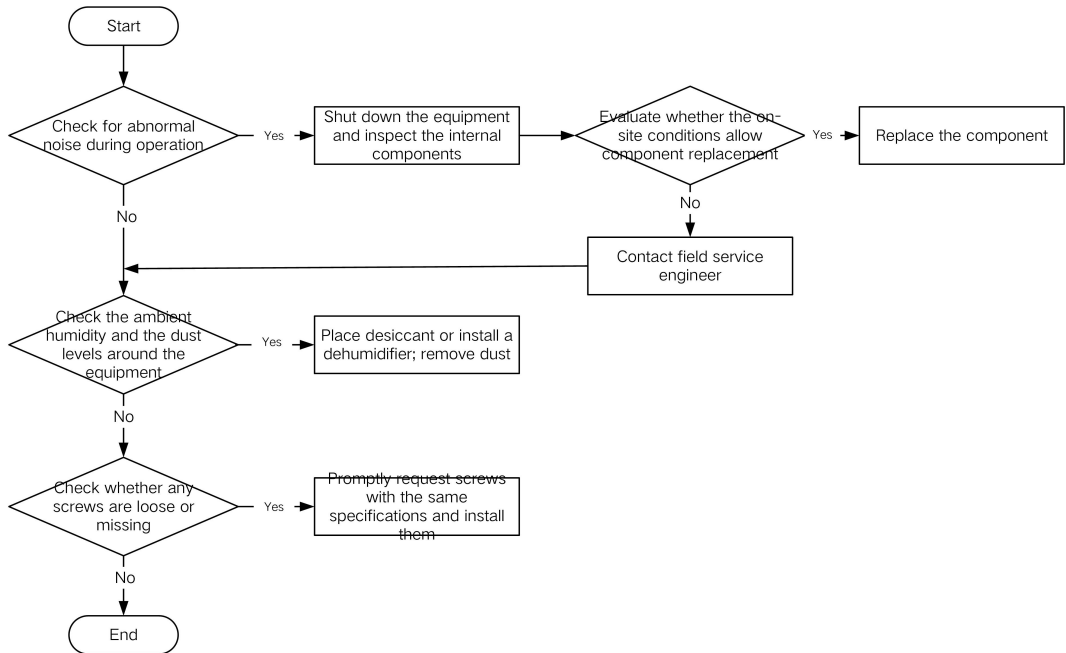 Start
Check for abnormal
noise during operation
Yes
Shut down the equipment
and inspect the internal
components
Evaluate whether the on-
site conditions allow
component replacement
Yes
Replace the component
No
No
Contact field service
engineer
Check the ambient
humidity and the dust
levels around the
equipment
Yes
Place desiccant or install a
dehumidifier; remove dust
No
Check whether any
screws are loose or
missing
Yes
Promptly request screws
with the same
specifications and install
them
No
End